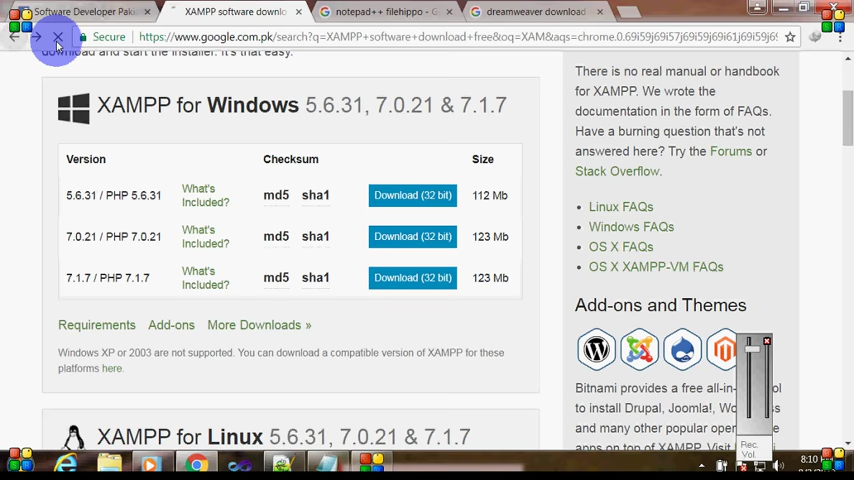 Software Developer Pakis
XAMPP software downlo
notepad++ filehippo - G
dreamweaver download
Secure
https://www.google.com.pk/search?q=XAMPP+software+download+free&oq=XAM&aqs=chrome.0.69i59j69i57j69i59j69i61j69i59j69
download and start the installer. It's that easy.
XAMPP for Windows 5.6.31, 7.0.21 & 7.1.7
Version
Checksum
Size
5.6.31 / PHP 5.6.31
What's
Included?
md5
sha1
Download (32 bit)
112 Mb
7.0.21 / PHP 7.0.21
What's
Included?
md5
sha1
Download (32 bit)
123 Mb
7.1.7 / PHP 7.1.7
What's
Included?
md5
sha1
Download (32 bit)
123 Mb
Requirements
Add-ons
More Downloads »
Windows XP or 2003 are not supported. You can download a compatible version of XAMPP for these
platforms here.
XAMPP for Linux 5.6.31, 7.0.21 & 7.1.7
There is no real manual or handbook
for XAMPP. We wrote the
documentation in the form of FAQs.
Have a burning question that's not
answered here? Try the Forums or
Stack Overflow.
Linux FAQs
Windows FAQs
OS X FAQs
OS X XAMPP-VM FAQs
Add-ons and Themes
Bitnami provides a free all-in- ol
to install Drupal, Joomla!, Wo ess
and many other popular open
apps on top of XAMPP. Visit
Rec.
Vol.
8:10